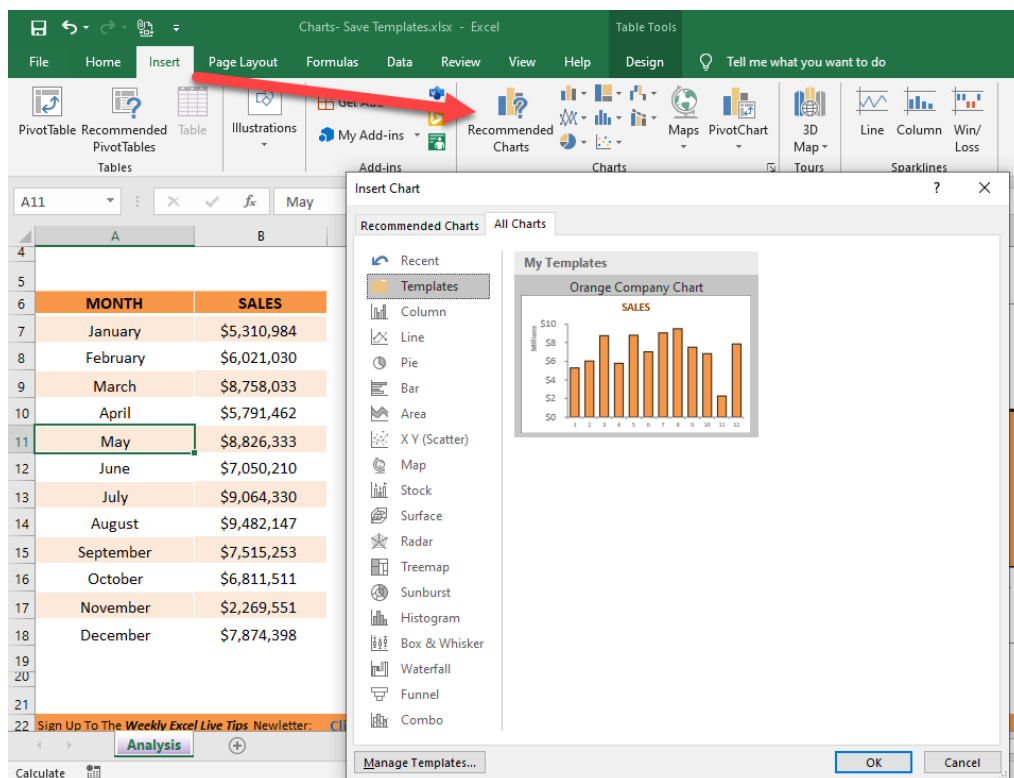 Charts- Save Templates.xlsx - Excel
Table Tools
File Home Insert Page Layout Formulas Data Review View Help Design Tell me what you want to do
PivotTable Recommended PivotTables Table
Tables
Illustrations
My Add-ins
Add-ins
Recommended Charts
Maps PivotChart
Charts
3D Map
Tours
Line Column Win/Loss
Sparklines
A11 fx May
A B
4
5
6 MONTH SALES
7 January $5,310,984
8 February $6,021,030
9 March $8,758,033
10 April $5,791,462
11 May $8,826,333
12 June $7,050,210
13 July $9,064,330
14 August $9,482,147
15 September $7,515,253
16 October $6,811,511
17 November $2,269,551
18 December $7,874,398
19
20
21
22 Sign Up To The Weekly Excel Live Tips Newletter:
Analysis
Calculate
Insert Chart ?
Recommended Charts All Charts
Recent
Templates
Column
Line
Pie
Bar
Area
X Y (Scatter)
Map
Stock
Surface
Radar
Treemap
Sunburst
Histogram
Box & Whisker
Waterfall
Funnel
Combo
My Templates
Orange Company Chart
SALES
Millions
$10
$8
$6
$4
$2
$0
1 2 3 4 5 6 7 8 9 10 11 12
Manage Templates...
OK Cancel